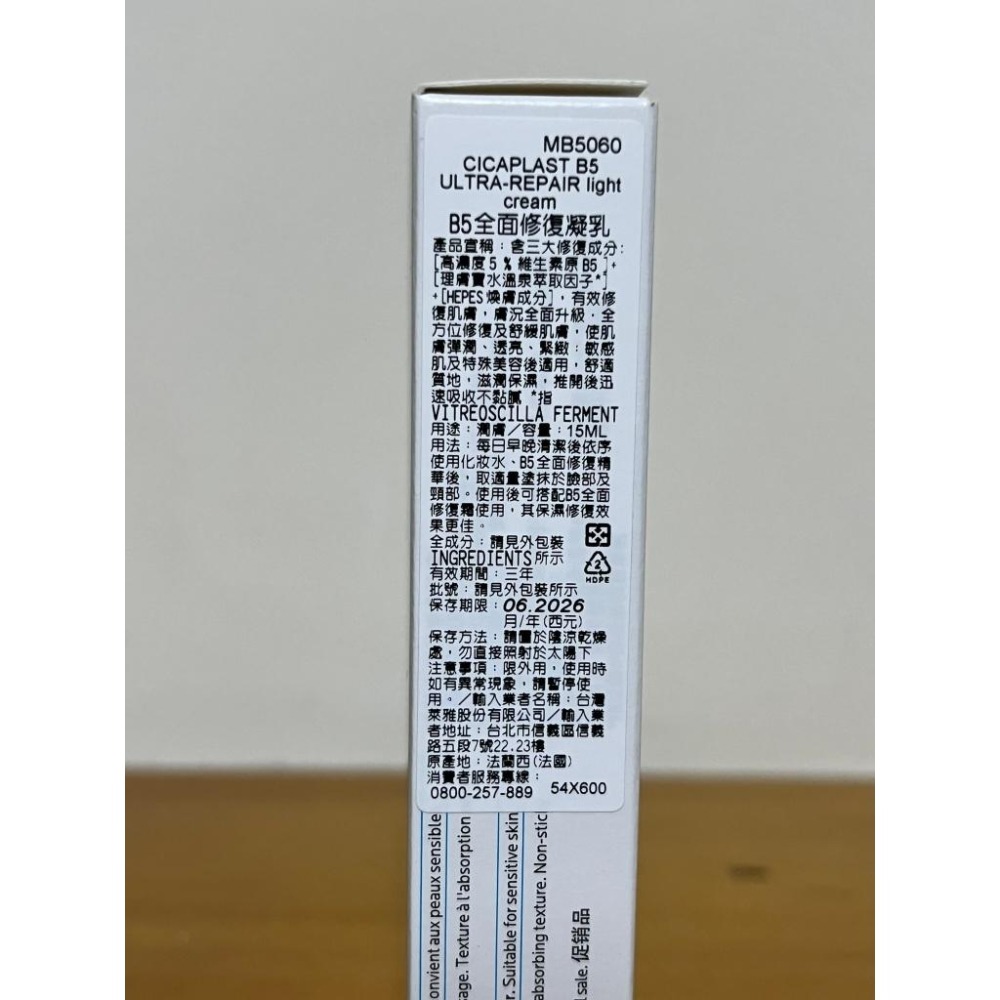 MB5060
CICAPLAST B5
ULTRA-REPAIR light
cream
B5全面修復凝乳
產品宣稱：含三大修復成分：
[高濃度5％維生素原B5]+
[理膚寶水溫泉萃取因子*]
+[HEPES煥膚成分]，有效修
復肌膚，膚況全面升級．全
方位修復及舒緩肌膚，使肌
膚彈潤、透亮、緊緻；敏感
肌及特殊美容後適用，舒適
質地，滋潤保濕，推開後迅
速吸收不黏膩 *指
VITREOSCILLA FERMENT
用途：潤膚／容量：15ML
用法：每日早晚清潔後依序
使用化妝水、B5全面修復精
華後，取適量塗抹於臉部及
頸部。使用後可搭配B5全面
修復霜使用，其保濕修復效
果更佳。
全成分：請見外包裝
INGREDIENTS所示
2
HDPE
有效期間：三年
批號：請見外包裝所示
保存期限：06.2026
月/年(西元)
保存方法：請置於陰涼乾燥
處，勿直接照射於太陽下
注意事項：限外用，使用時
如有異常現象，請暫停使
用。／輸入業者名稱：台灣
萊雅股份有限公司／輸入業
者地址：台北市信義區信義
路五段7號22.23樓
原產地：法蘭西(法國)
消費者服務專線：
0800-257-889 54X600
onvient aux peaux sensible
sage. Texture à l'absorption
r. Suitable for sensitive skin
absorbing texture. Non-stic
l sale. 促销品